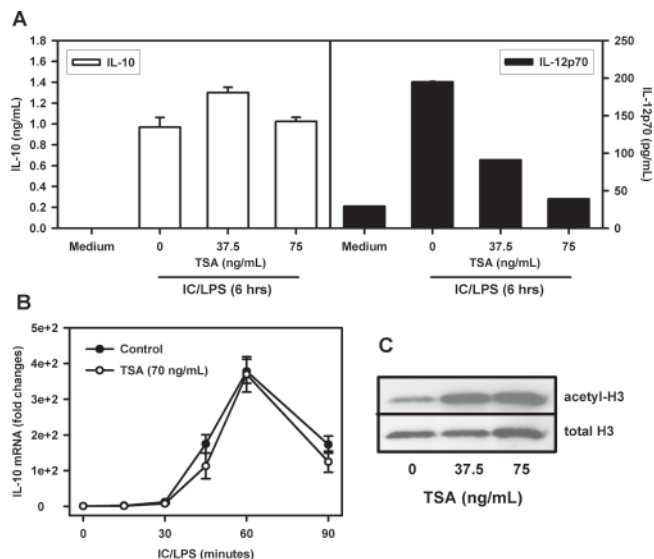 A
1.8
1.6
1.4
1.2
1.0
0.8
0.6
0.4
0.2
0.0
IL-10 (ng/mL)
IL-10
IL-12p70
250
200
150
100
50
0
IL-12p70
(pg/mL)
Medium 0 37.5 75 Medium 0 37.5 75
TSA (ng/mL) TSA (ng/mL)
IC/LPS (6 hrs) IC/LPS (6 hrs)
B
5e+2
4e+2
3e+2
2e+2
1e+2
0
IL-10 mRNA (fold changes)
Control
TSA (70 ng/mL)
0 30 60 90
IC/LPS (minutes)
C
acetyl-H3
total H3
0 37.5 75
TSA (ng/mL)